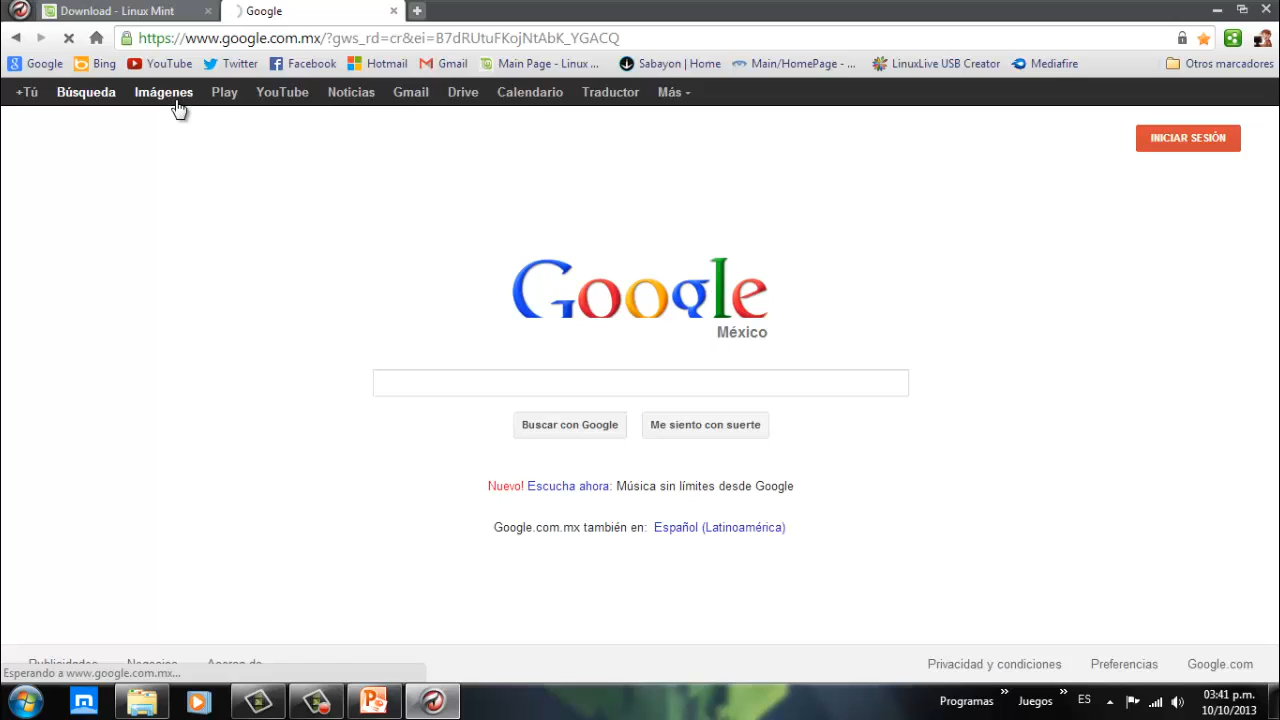 Download - Linux Mint
Google
https://www.google.com.mx/?gws_rd=cr&ei=B7dRUtuFKojNtAbK_YGACQ
Google Bing YouTube Twitter Facebook Hotmail Gmail Main Page - Linux ... Sabayon | Home Main/HomePage - ... LinuxLive USB Creator Mediafire Otros marcadores
+Tú Búsqueda Imágenes Play YouTube Noticias Gmail Drive Calendario Traductor Más
INICIAR SESIÓN
Google
México
Buscar con Google Me siento con suerte
Nuevo! Escucha ahora: Música sin límites desde Google
Google.com.mx también en: Español (Latinoamérica)
Publicidades Negocios Acerca de Privacidad y condiciones Preferencias Google.com
Esperando a www.google.com.mx...
Programas » Juegos » ES 03:41 p.m.
10/10/2013